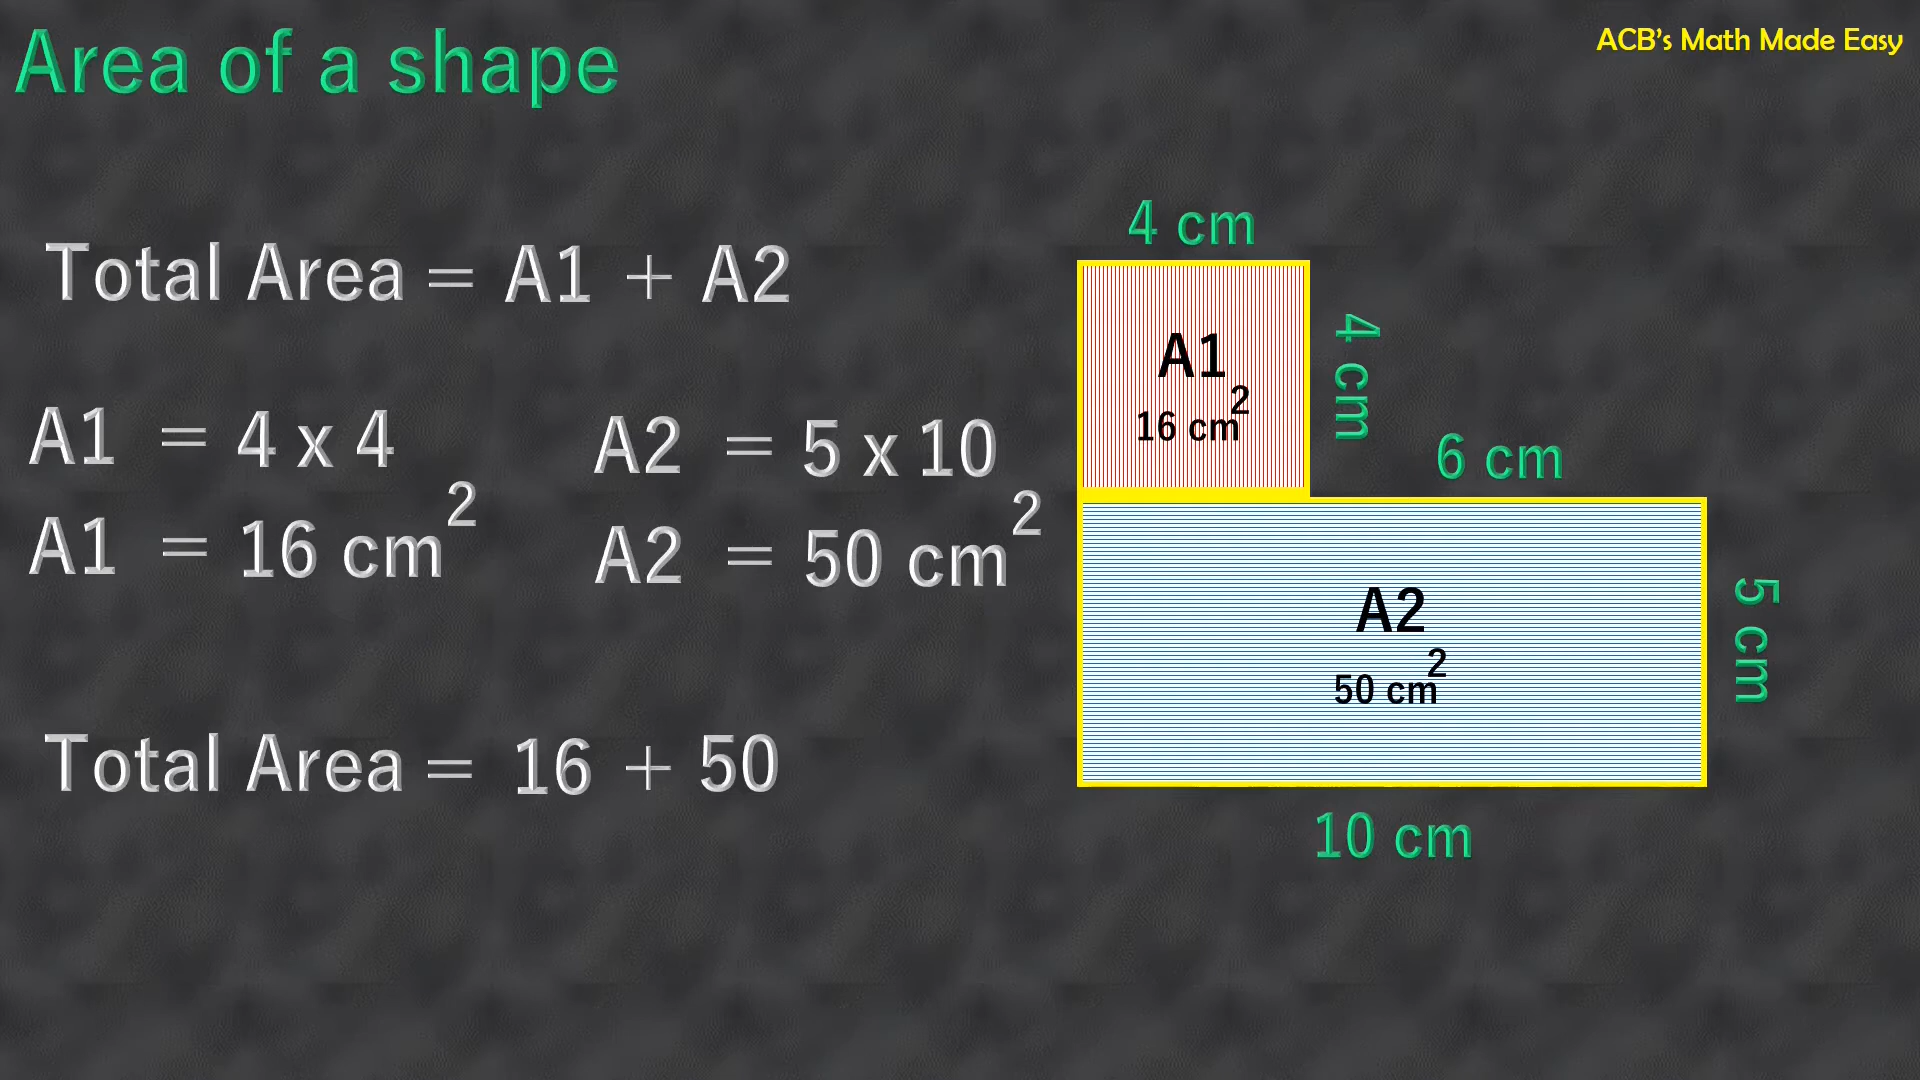 Area of a shape
ACB's Math Made Easy
Total Area = A1 + A2
A1 = 4 x 4
A1 = 16 cm²
A2 = 5 x 10
A2 = 50 cm²
Total Area = 16 + 50
4 cm
A1
16 cm²
4 cm
6 cm
A2
50 cm²
5 cm
10 cm